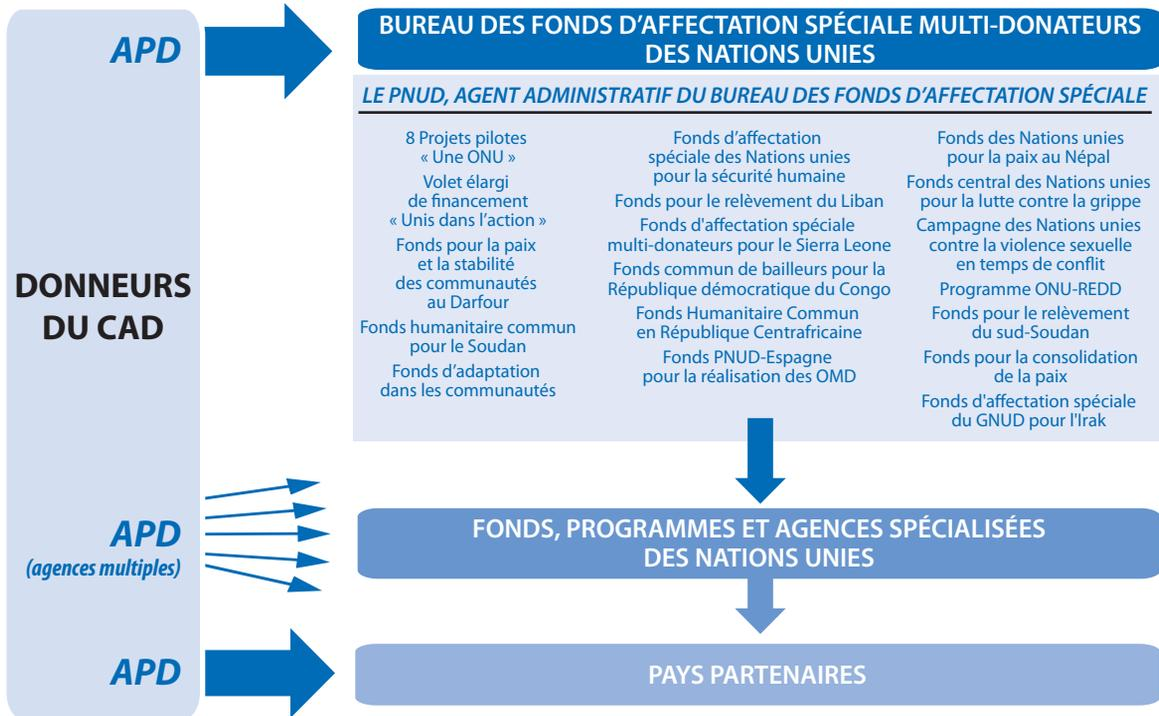 APD
BUREAU DES FONDS D’AFFECTATION SPÉCIALE MULTI-DONATEURS
DES NATIONS UNIES
LE PNUD, AGENT ADMINISTRATIF DU BUREAU DES FONDS D’AFFECTATION SPÉCIALE
8 Projets pilotes
« Une ONU »
Volet élargi
de financement
« Unis dans l’action »
Fonds pour la paix
et la stabilité
des communautés
au Darfour
Fonds humanitaire commun
pour le Soudan
Fonds d’adaptation
dans les communautés
Fonds d’affectation
spéciale des Nations unies
pour la sécurité humaine
Fonds pour le relèvement du Liban
Fonds d'affectation spéciale
multi-donateurs pour le Sierra Leone
Fonds commun de bailleurs pour la
République démocratique du Congo
Fonds Humanitaire Commun
en République Centrafricaine
Fonds PNUD-Espagne
pour la réalisation des OMD
Fonds des Nations unies
pour la paix au Népal
Fonds central des Nations unies
pour la lutte contre la grippe
Campagne des Nations unies
contre la violence sexuelle
en temps de conflit
Programme ONU-REDD
Fonds pour le relèvement
du sud-Soudan
Fonds pour la consolidation
de la paix
Fonds d'affectation spéciale
du GNUD pour l'Irak
DONNEURS
DU CAD
APD
(agences multiples)
FONDS, PROGRAMMES ET AGENCES SPÉCIALISÉES
DES NATIONS UNIES
APD
PAYS PARTENAIRES